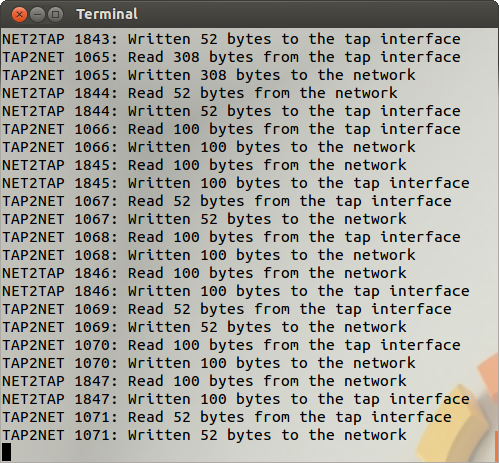 Terminal
NET2TAP 1843: Written 52 bytes to the tap interface
TAP2NET 1065: Read 308 bytes from the tap interface
TAP2NET 1065: Written 308 bytes to the network
NET2TAP 1844: Read 52 bytes from the network
NET2TAP 1844: Written 52 bytes to the tap interface
TAP2NET 1066: Read 100 bytes from the tap interface
TAP2NET 1066: Written 100 bytes to the network
NET2TAP 1845: Read 100 bytes from the network
NET2TAP 1845: Written 100 bytes to the tap interface
TAP2NET 1067: Read 52 bytes from the tap interface
TAP2NET 1067: Written 52 bytes to the network
TAP2NET 1068: Read 100 bytes from the tap interface
TAP2NET 1068: Written 100 bytes to the network
NET2TAP 1846: Read 100 bytes from the network
NET2TAP 1846: Written 100 bytes to the tap interface
TAP2NET 1069: Read 52 bytes from the tap interface
TAP2NET 1069: Written 52 bytes to the network
TAP2NET 1070: Read 100 bytes from the tap interface
TAP2NET 1070: Written 100 bytes to the network
NET2TAP 1847: Read 100 bytes from the network
NET2TAP 1847: Written 100 bytes to the tap interface
TAP2NET 1071: Read 52 bytes from the tap interface
TAP2NET 1071: Written 52 bytes to the network